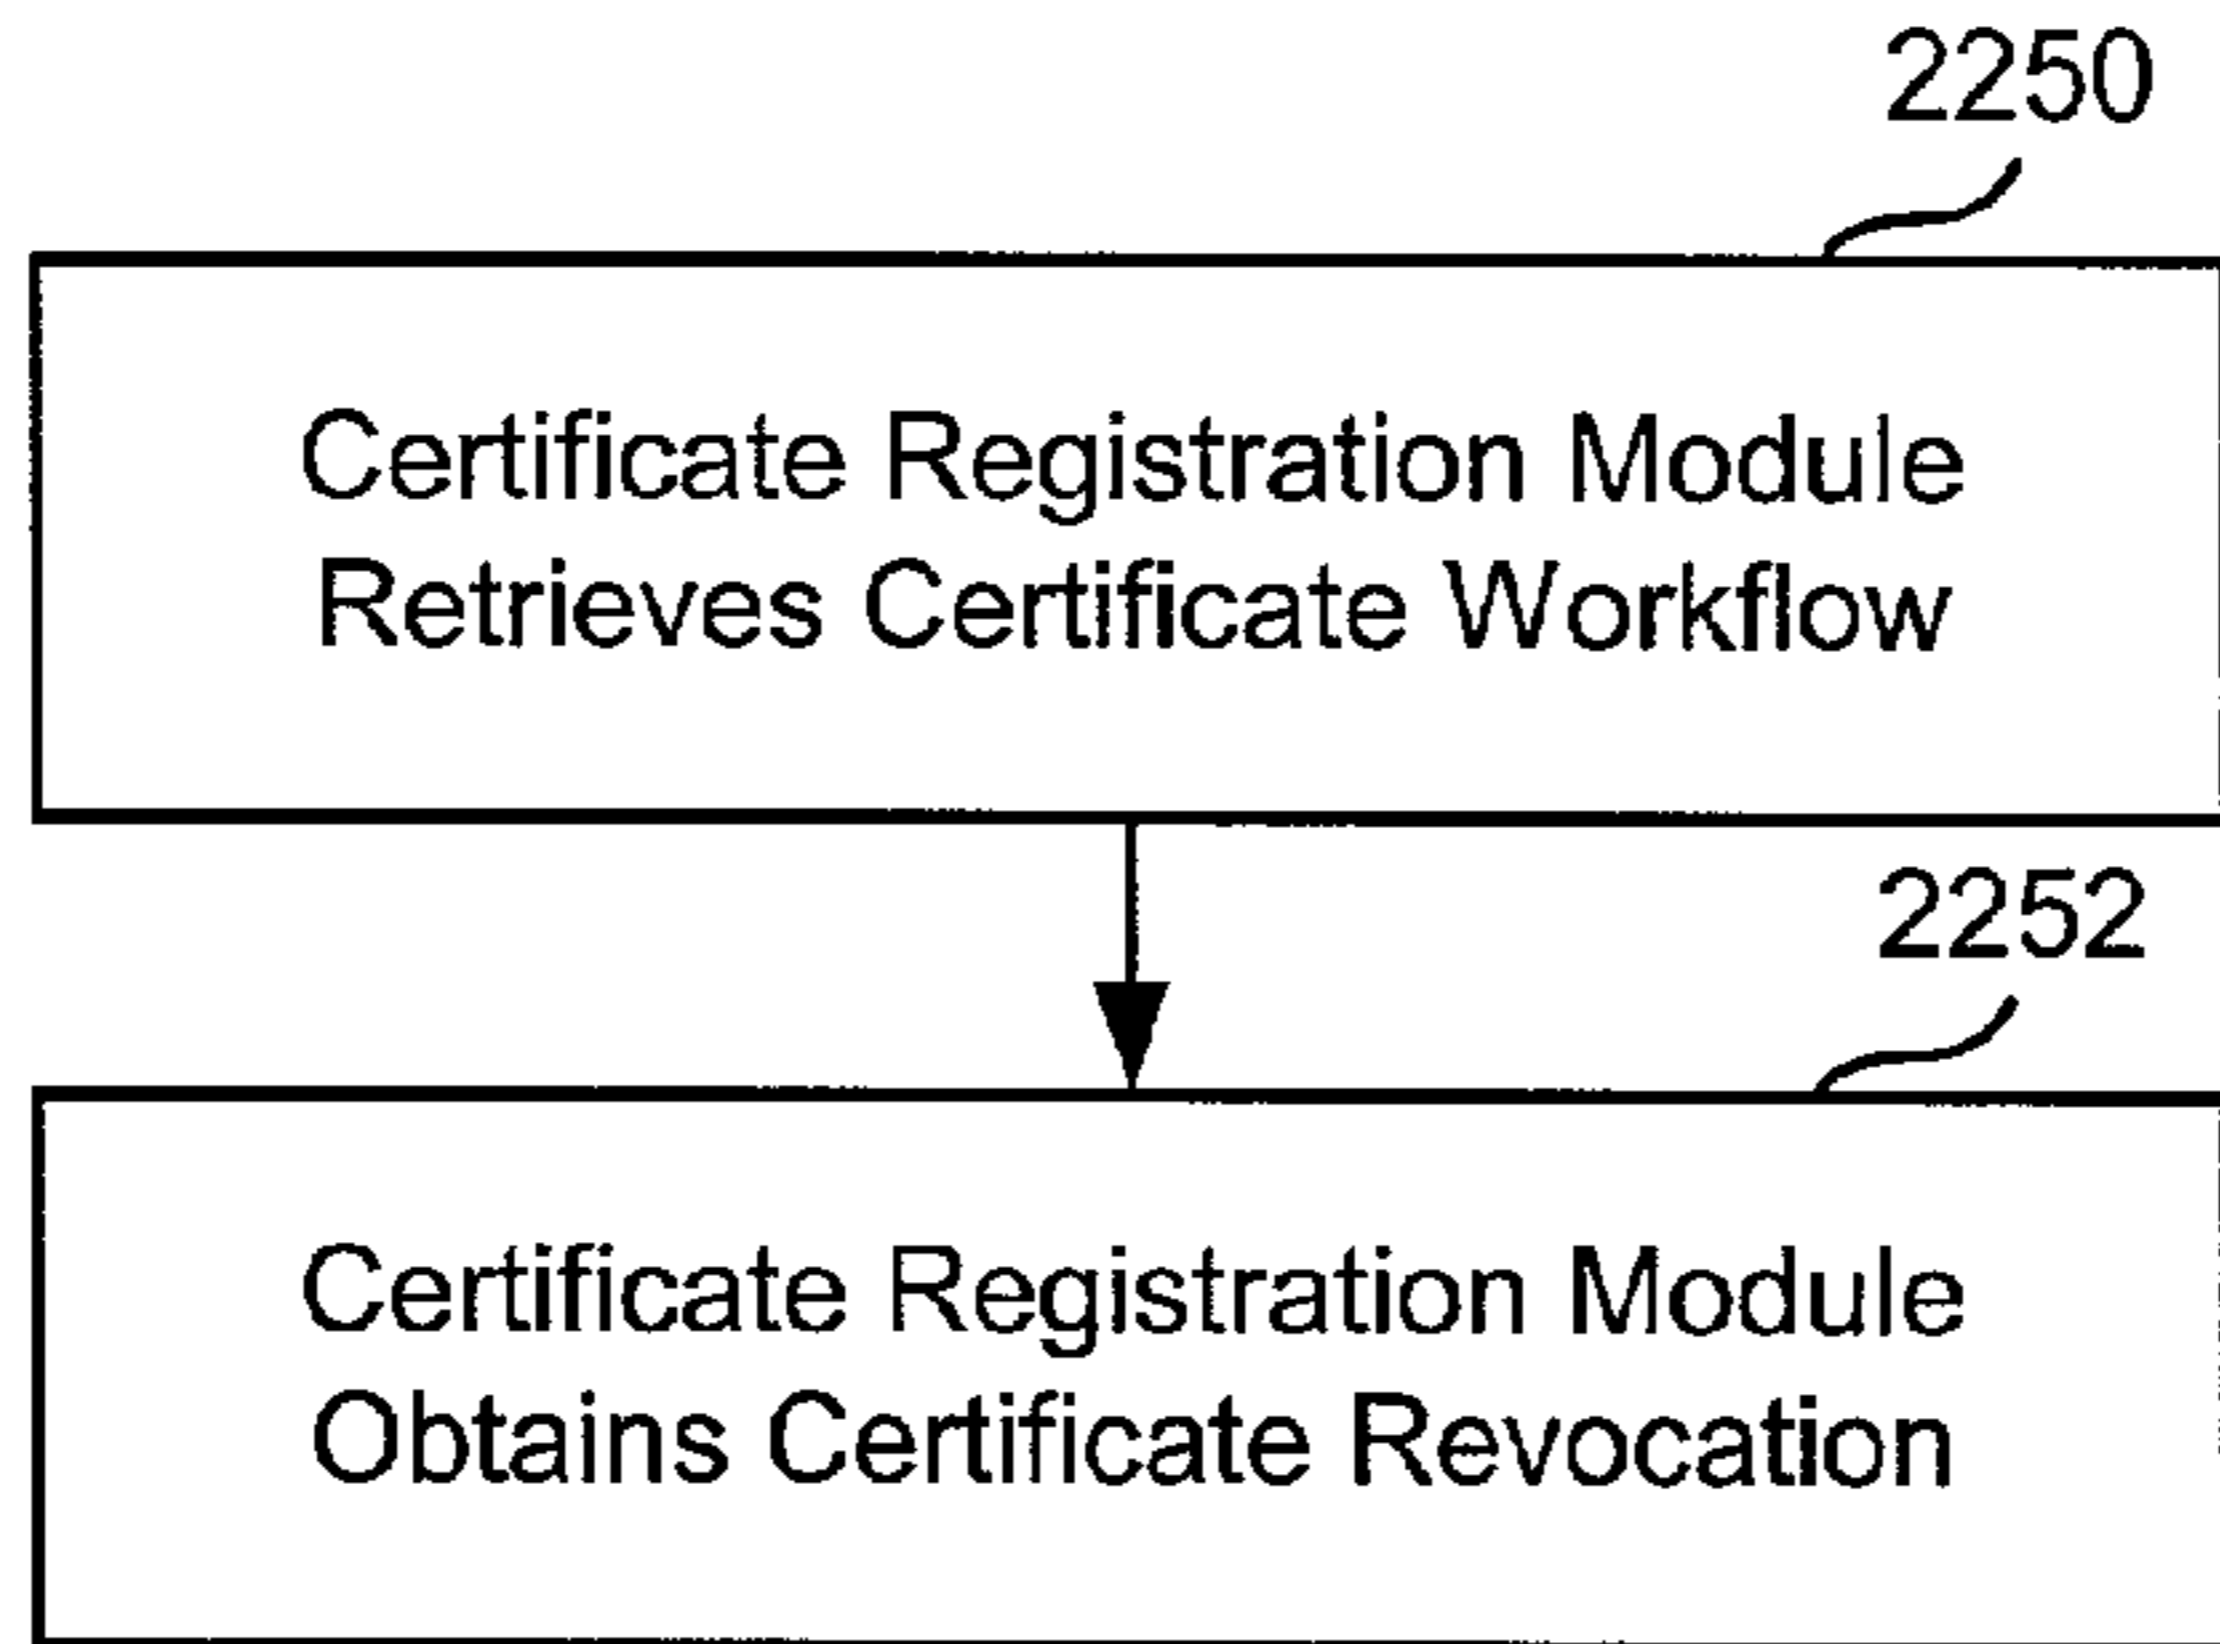 2250
Certificate Registration Module
Retrieves Certificate Workflow
2252
Certificate Registration Module
Obtains Certificate Revocation